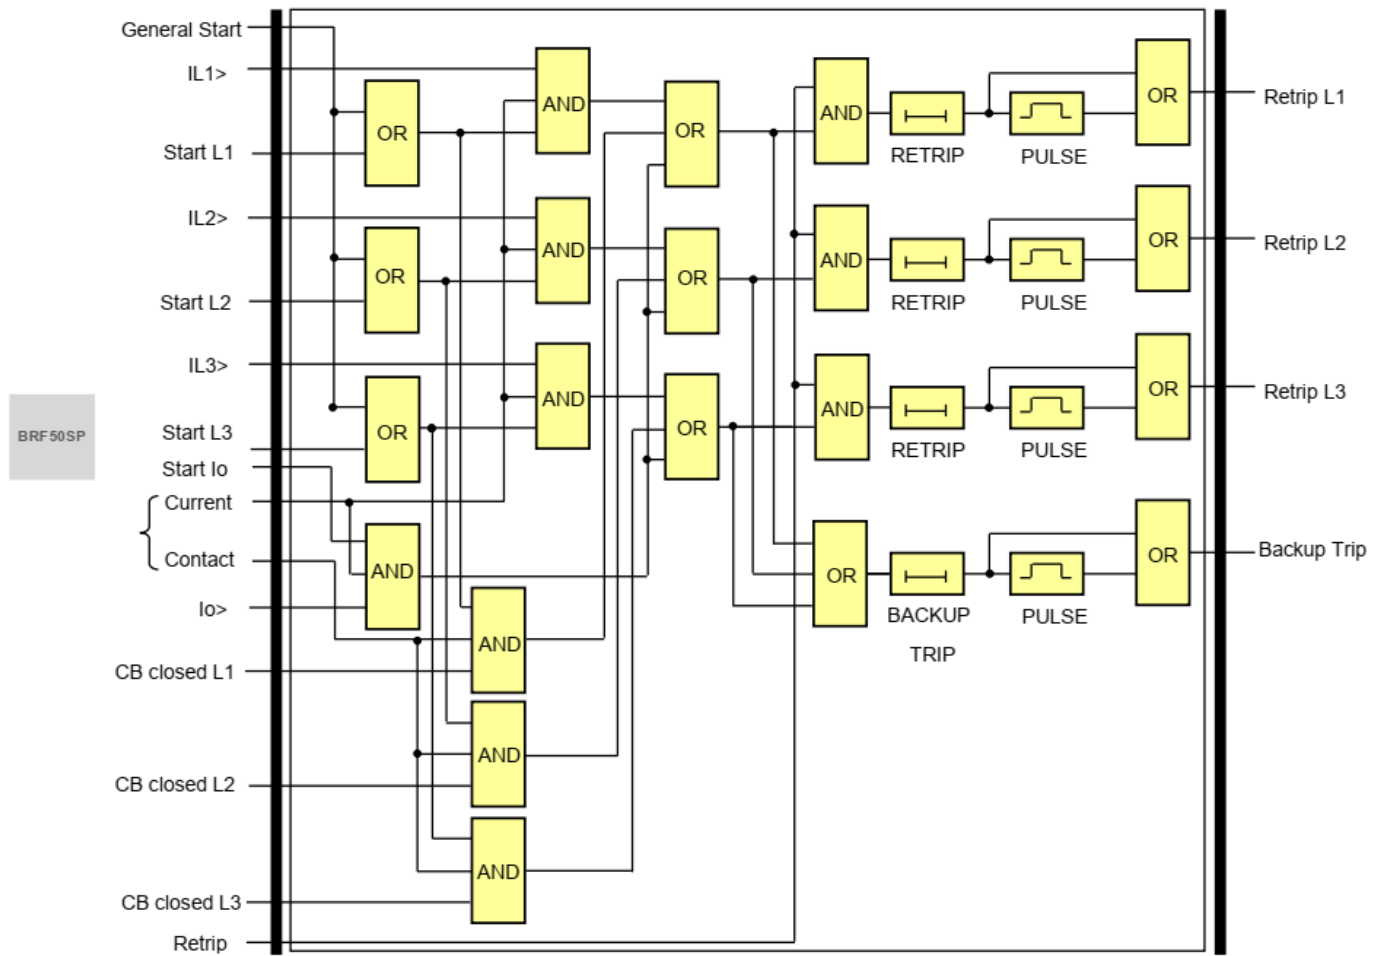 General Start
IL1>
AND
OR
OR
AND
OR
Retrip L1
Start L1
RETRIP
PULSE
IL2>
AND
OR
OR
AND
OR
Retrip L2
Start L2
RETRIP
PULSE
IL3>
AND
OR
OR
AND
OR
Retrip L3
BRF50SP
Start L3
RETRIP
PULSE
Start Io
Current
Contact
AND
OR
OR
Backup Trip
Io>
BACKUP
TRIP
PULSE
AND
CB closed L1
AND
CB closed L2
AND
CB closed L3
Retrip